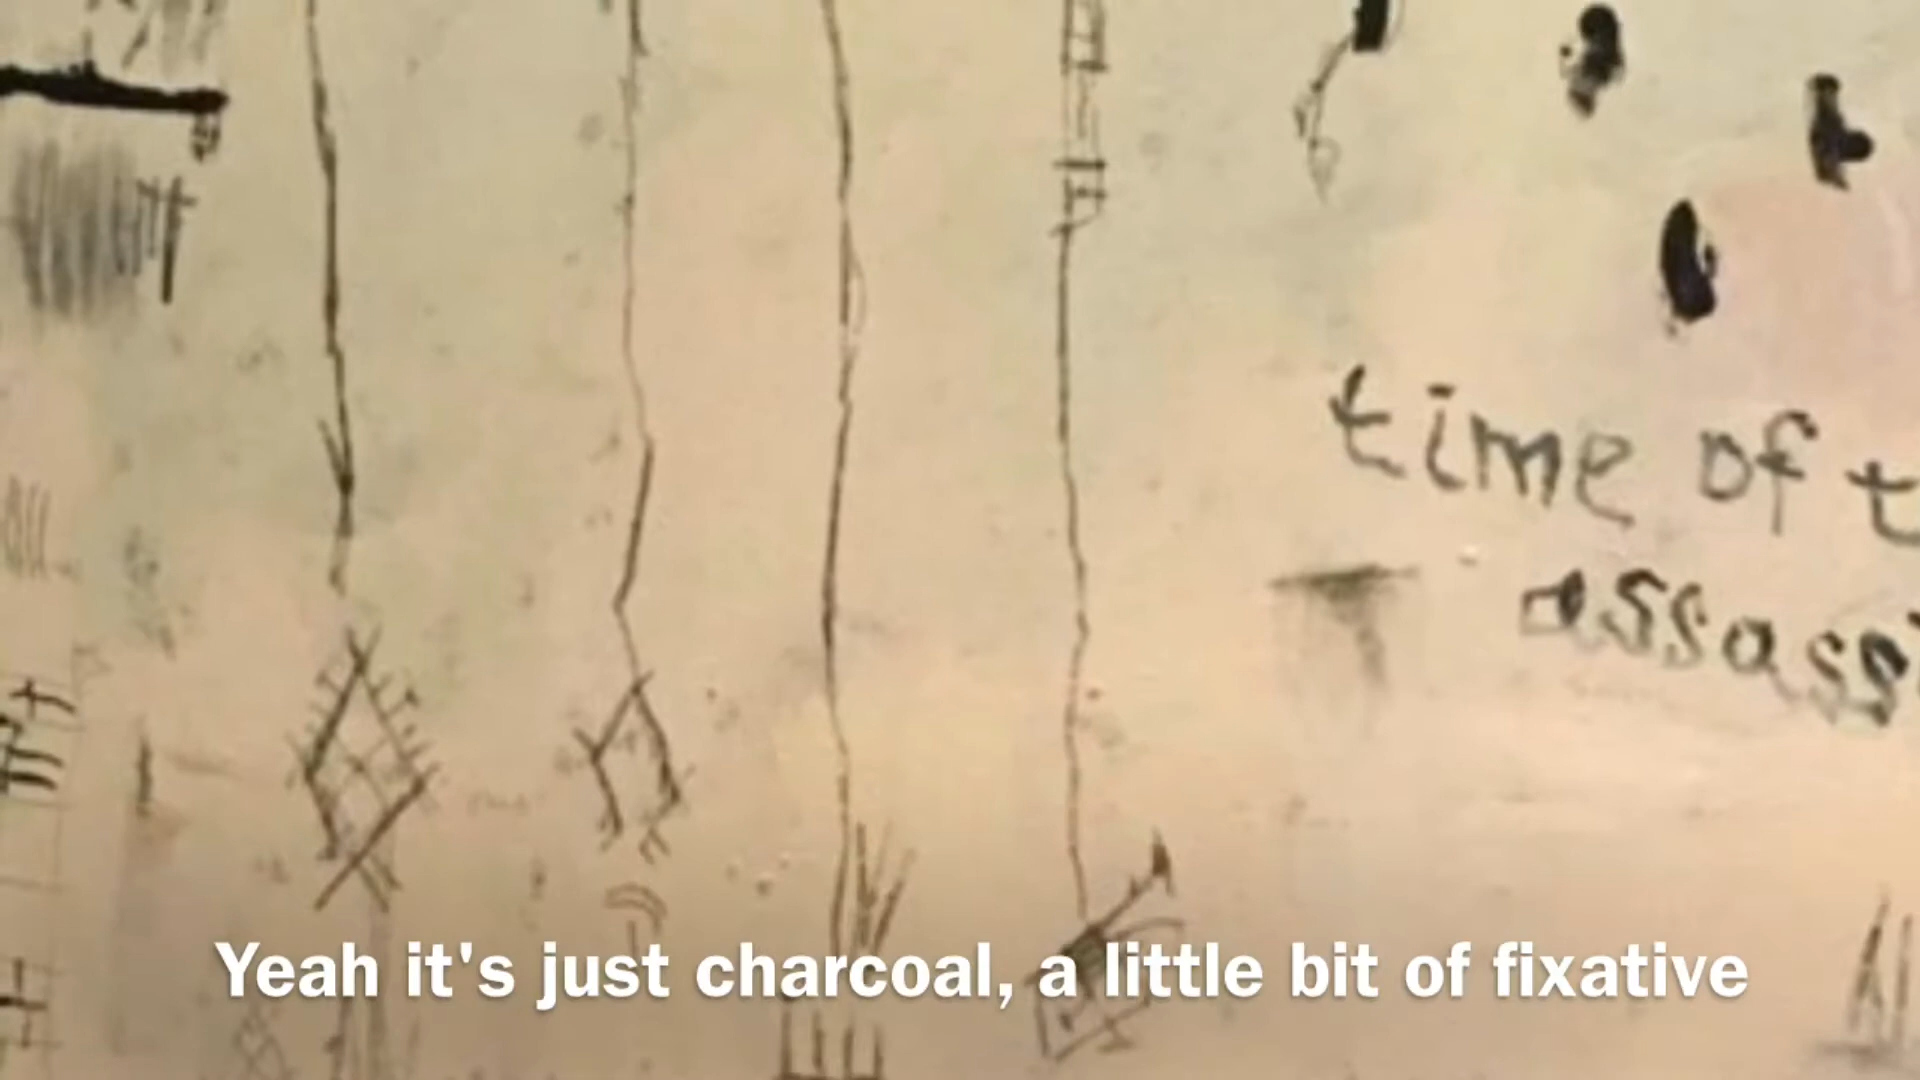 time of t
assass
Yeah it's just charcoal, a little bit of fixative